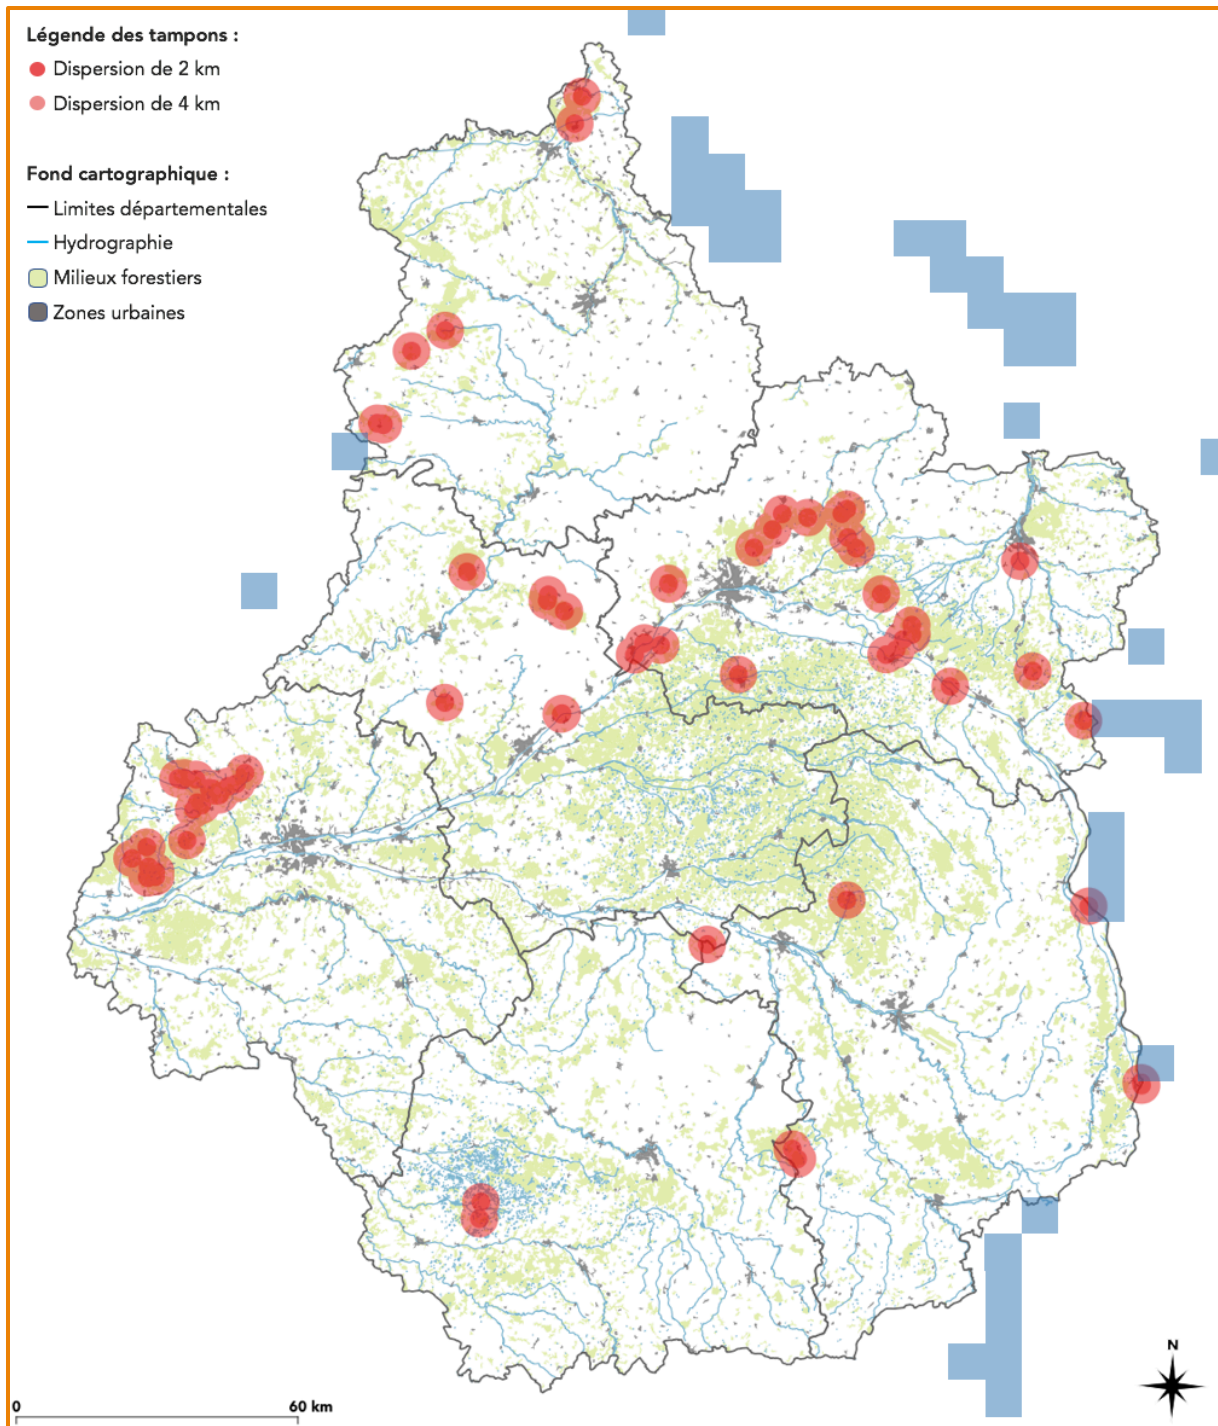 Légende des tampons :
Dispersion de 2 km
Dispersion de 4 km
Fond cartographique :
Limites départementales
Hydrographie
Milieux forestiers
Zones urbaines
N
0 60 km